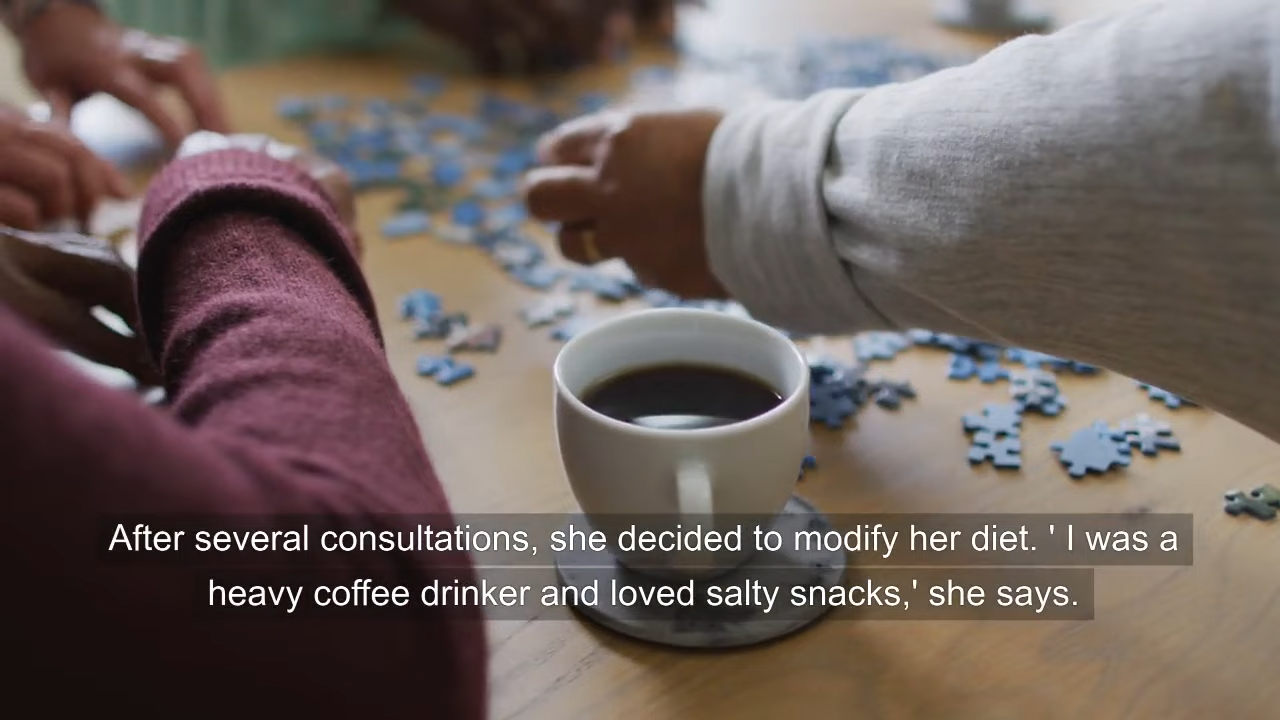 After several consultations, she decided to modify her diet. ' I was a
heavy coffee drinker and loved salty snacks,' she says.